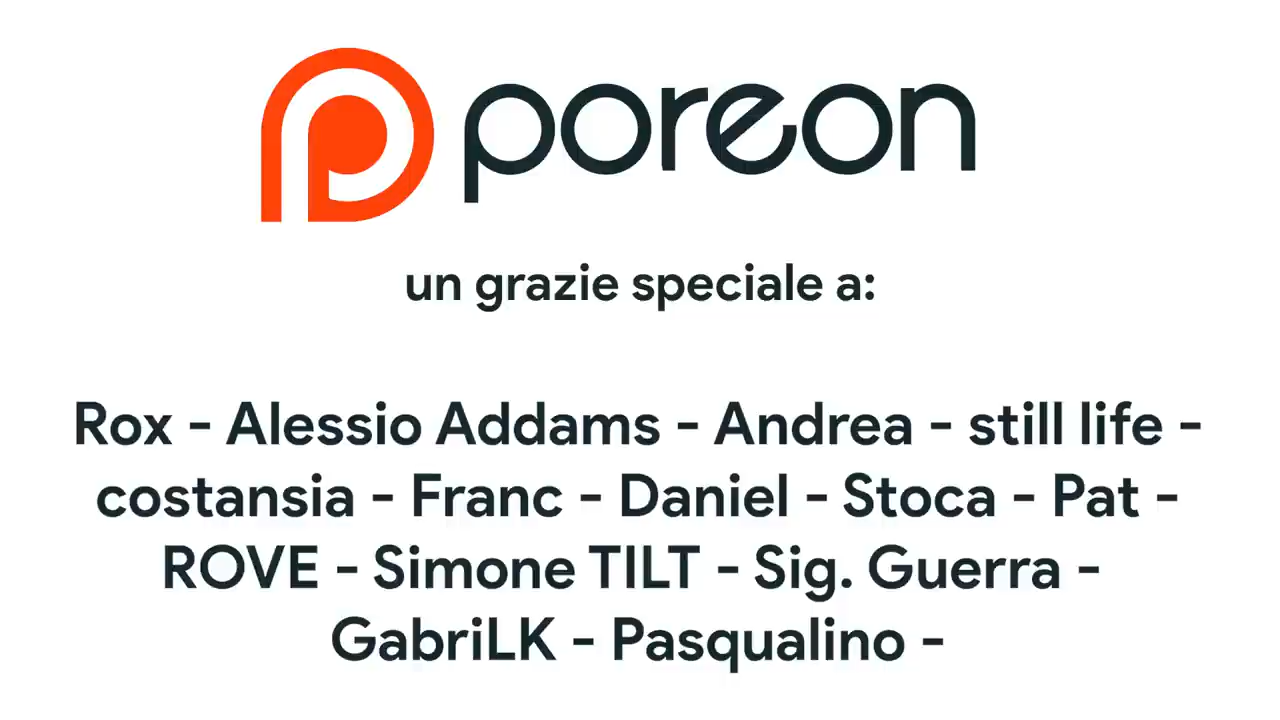 poreon
un grazie speciale a:
Rox - Alessio Addams - Andrea - still life -
costansia - Franc - Daniel - Stoca - Pat -
ROVE - Simone TILT - Sig. Guerra -
GabriLK - Pasqualino -